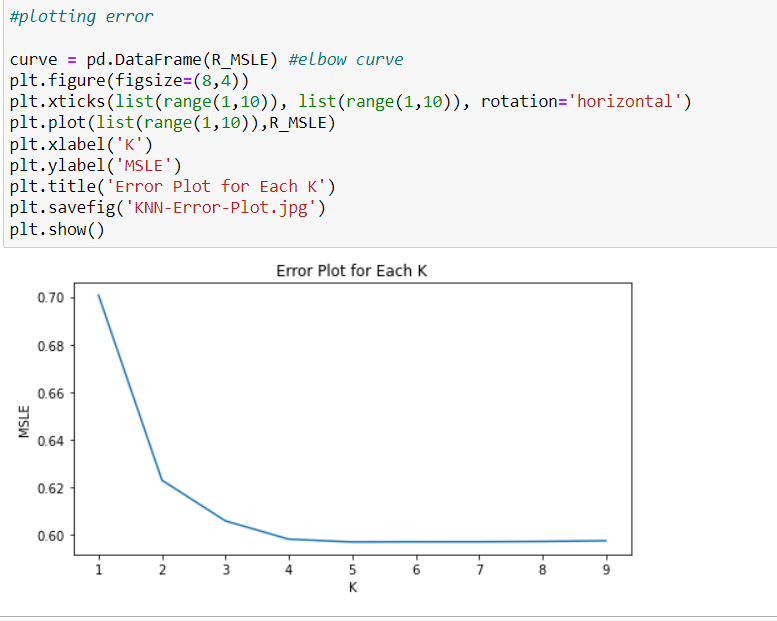 #plotting error
curve = pd.DataFrame(R_MSLE) #elbow curve
plt.figure(figsize=(8,4))
plt.xticks(list(range(1,10)), list(range(1,10)), rotation='horizontal')
plt.plot(list(range(1,10)),R_MSLE)
plt.xlabel('K')
plt.ylabel('MSLE')
plt.title('Error Plot for Each K')
plt.savefig('KNN-Error-Plot.jpg')
plt.show()
Error Plot for Each K
0.70
0.68
0.66
0.64
0.62
0.60
MSLE
1 2 3 4 5 6 7 8 9
K